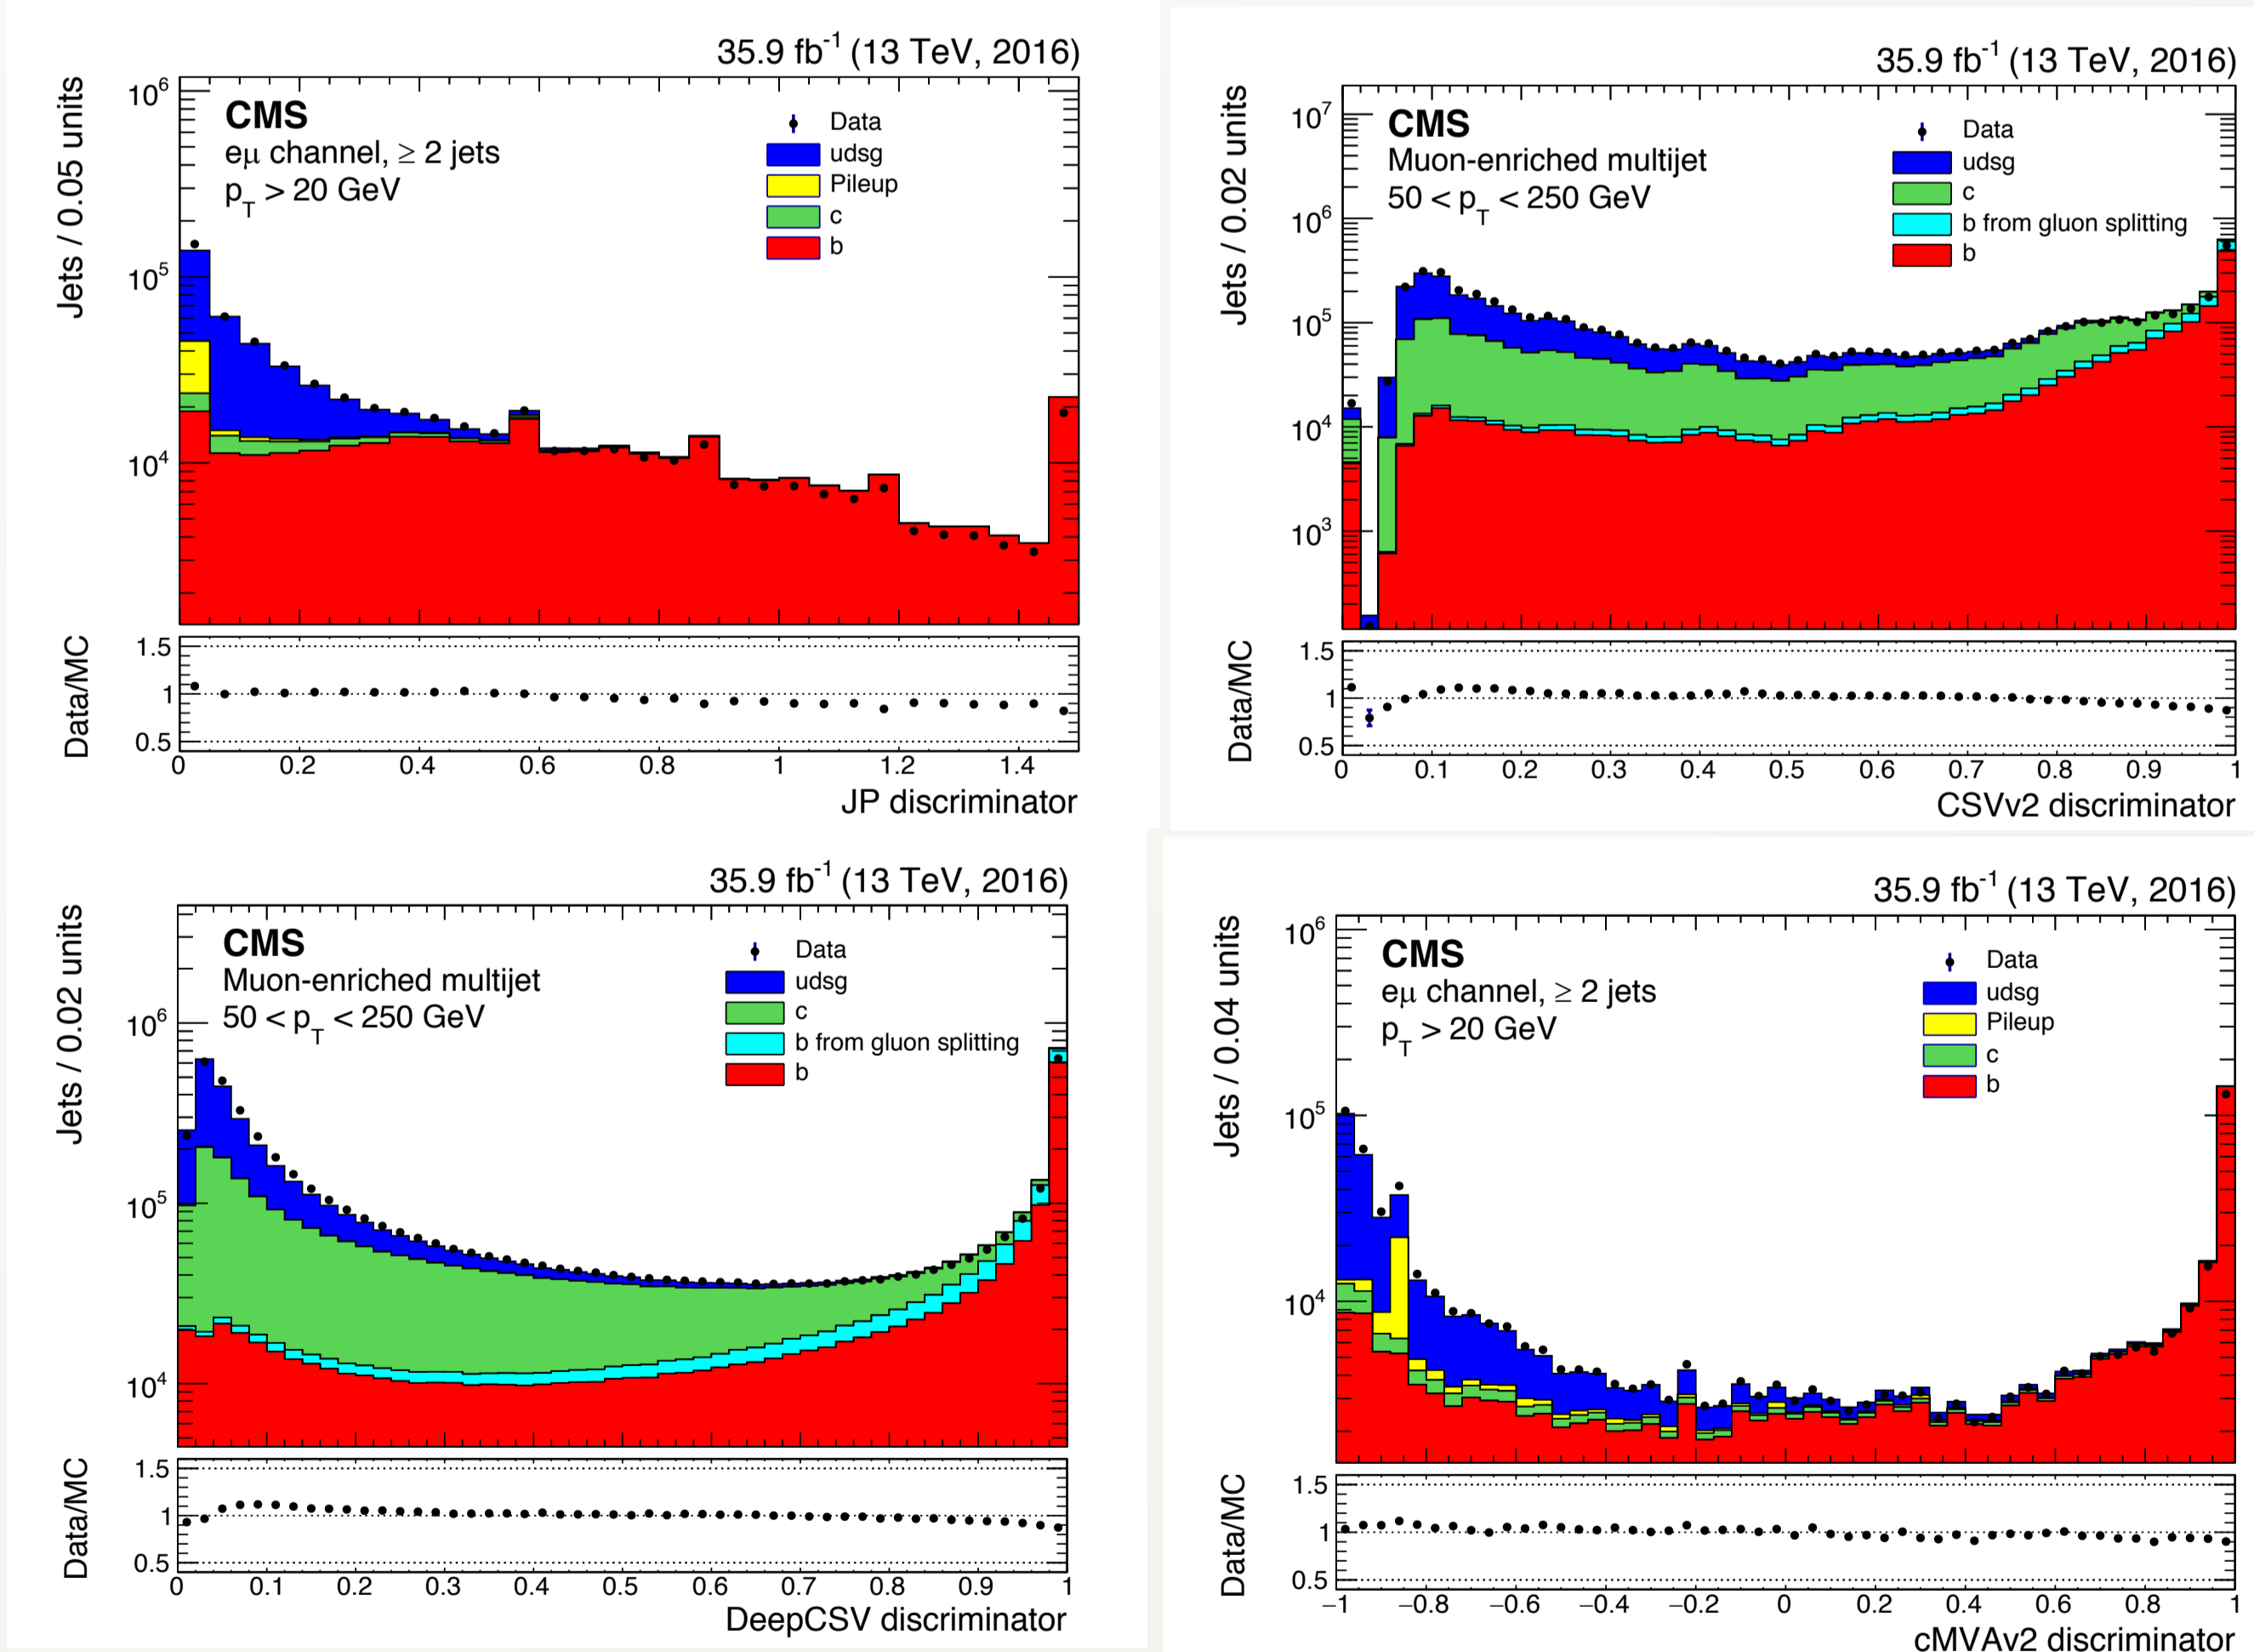 35.9 fb⁻¹ (13 TeV, 2016)
Jets / 0.05 units
10⁶
10⁵
10⁴
CMS
eμ channel, ≥ 2 jets
p_T > 20 GeV
Data
udsg
Pileup
c
b
Data/MC
1.5
1
0.5
0 0.2 0.4 0.6 0.8 1 1.2 1.4
JP discriminator
35.9 fb⁻¹ (13 TeV, 2016)
Jets / 0.02 units
10⁷
10⁶
10⁵
10⁴
10³
CMS
Muon-enriched multijet
50 < p_T < 250 GeV
Data
udsg
c
b from gluon splitting
b
Data/MC
1.5
1
0.5
0 0.1 0.2 0.3 0.4 0.5 0.6 0.7 0.8 0.9 1
CSVv2 discriminator
35.9 fb⁻¹ (13 TeV, 2016)
Jets / 0.02 units
10⁶
10⁵
10⁴
CMS
Muon-enriched multijet
50 < p_T < 250 GeV
Data
udsg
c
b from gluon splitting
b
Data/MC
1.5
1
0.5
0 0.1 0.2 0.3 0.4 0.5 0.6 0.7 0.8 0.9 1
DeepCSV discriminator
35.9 fb⁻¹ (13 TeV, 2016)
Jets / 0.04 units
10⁶
10⁵
10⁴
CMS
eμ channel, ≥ 2 jets
p_T > 20 GeV
Data
udsg
Pileup
c
b
Data/MC
1.5
1
0.5
−1 −0.8 −0.6 −0.4 −0.2 0 0.2 0.4 0.6 0.8 1
cMVAv2 discriminator